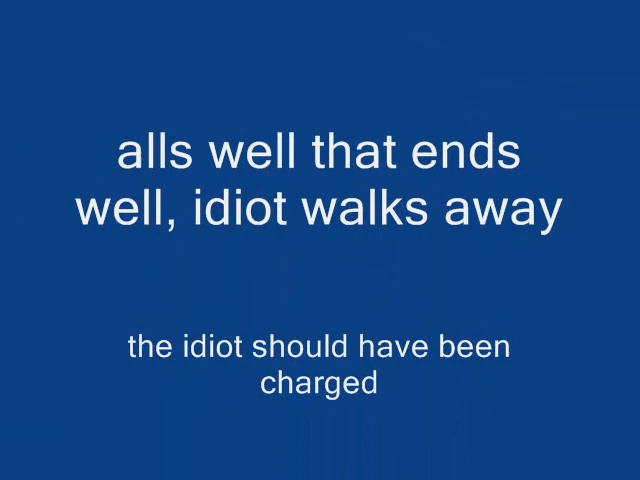 alls well that ends
well, idiot walks away
the idiot should have been
charged